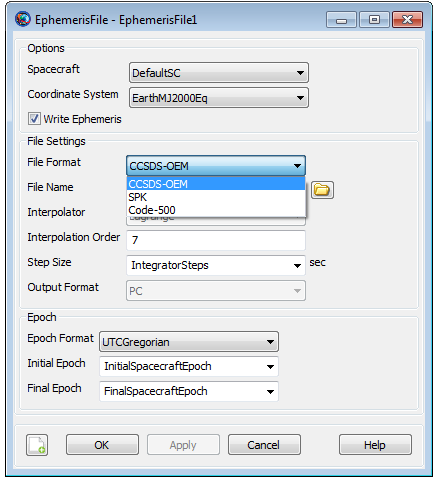 EphemerisFile - EphemerisFile1
Options
Spacecraft DefaultSC
Coordinate System EarthMJ2000Eq
Write Ephemeris
File Settings
File Format CCSDS-OEM
CCSDS-OEM
File Name
SPK
Code-500
Interpolator
Interpolation Order 7
Step Size IntegratorSteps sec
Output Format PC
Epoch
Epoch Format UTCGregorian
Initial Epoch InitialSpacecraftEpoch
Final Epoch FinalSpacecraftEpoch
OK Apply Cancel Help